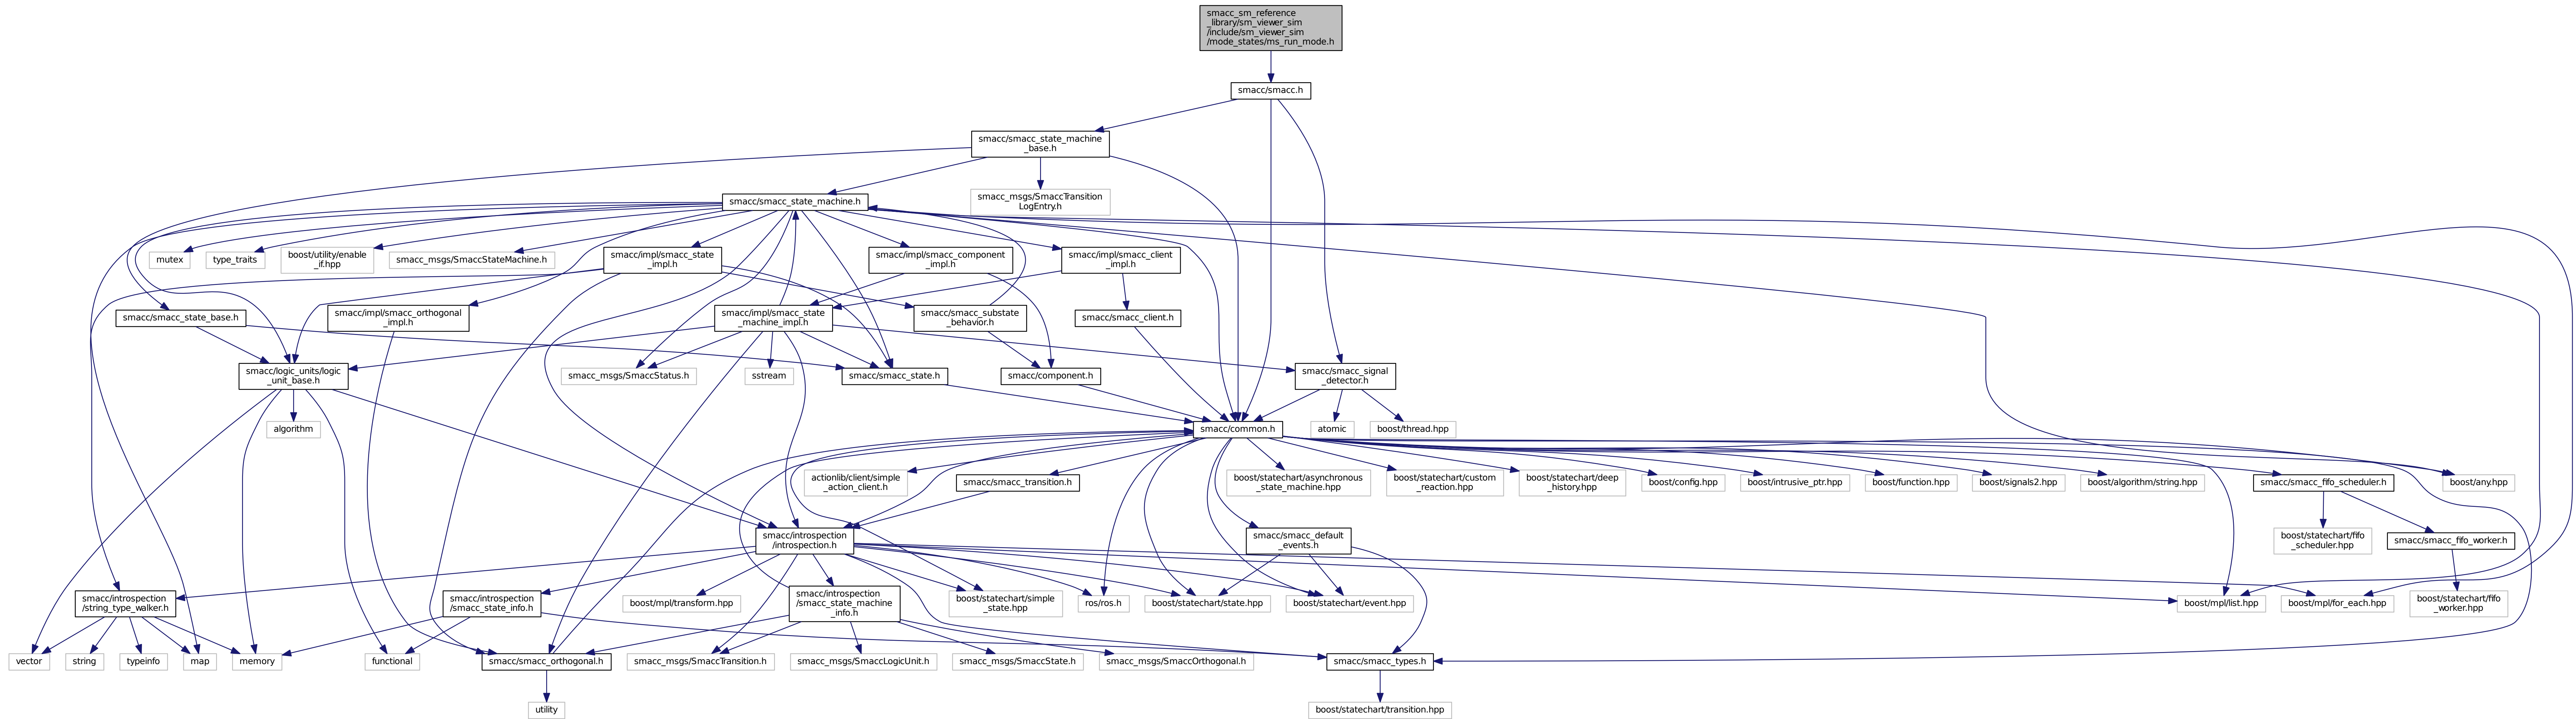 smacc_sm_reference
_library/sm_viewer_sim
/include/sm_viewer_sim
/mode_states/ms_run_mode.h
smacc/smacc.h
smacc/smacc_state_machine
_base.h
smacc/smacc_state_machine.h
smacc_msgs/SmaccTransition
LogEntry.h
mutex
type_traits
boost/utility/enable
_if.hpp
smacc_msgs/SmaccStateMachine.h
smacc/impl/smacc_state
_impl.h
smacc/impl/smacc_component
_impl.h
smacc/impl/smacc_client
_impl.h
smacc/smacc_state_base.h
smacc/impl/smacc_orthogonal
_impl.h
smacc/impl/smacc_state
_machine_impl.h
smacc/smacc_substate
_behavior.h
smacc/smacc_client.h
smacc/logic_units/logic
_unit_base.h
smacc_msgs/SmaccStatus.h
sstream
smacc/smacc_state.h
smacc/component.h
smacc/smacc_signal
_detector.h
algorithm
smacc/common.h
atomic
boost/thread.hpp
actionlib/client/simple
_action_client.h
smacc/smacc_transition.h
boost/statechart/asynchronous
_state_machine.hpp
boost/statechart/custom
_reaction.hpp
boost/statechart/deep
_history.hpp
boost/config.hpp
boost/intrusive_ptr.hpp
boost/function.hpp
boost/signals2.hpp
boost/algorithm/string.hpp
smacc/smacc_fifo_scheduler.h
boost/any.hpp
smacc/introspection
/introspection.h
smacc/smacc_default
_events.h
boost/statechart/fifo
_scheduler.hpp
smacc/smacc_fifo_worker.h
smacc/introspection
/string_type_walker.h
smacc/introspection
/smacc_state_info.h
boost/mpl/transform.hpp
smacc/introspection
/smacc_state_machine
_info.h
boost/statechart/simple
_state.hpp
ros/ros.h
boost/statechart/state.hpp
boost/statechart/event.hpp
boost/mpl/list.hpp
boost/mpl/for_each.hpp
boost/statechart/fifo
_worker.hpp
vector
string
typeinfo
map
memory
functional
smacc/smacc_orthogonal.h
smacc_msgs/SmaccTransition.h
smacc_msgs/SmaccLogicUnit.h
smacc_msgs/SmaccState.h
smacc_msgs/SmaccOrthogonal.h
smacc/smacc_types.h
utility
boost/statechart/transition.hpp